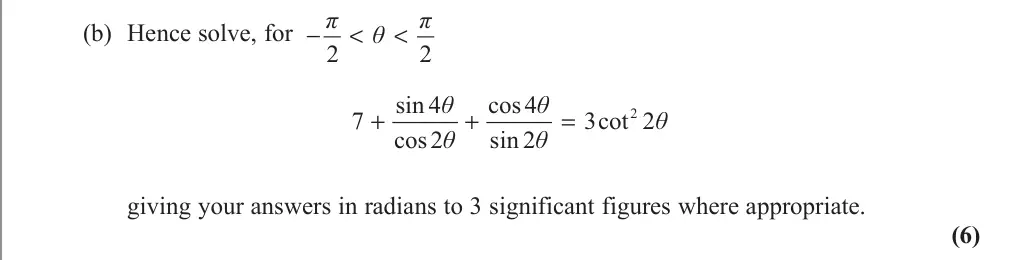 (b) Hence solve, for −π/2 < θ < π/2
7 + sin 4θ/cos 2θ + cos 4θ/sin 2θ = 3cot² 2θ
giving your answers in radians to 3 significant figures where appropriate.
(6)